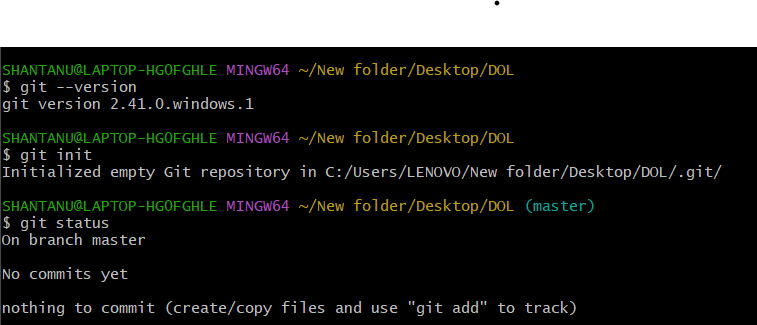 SHANTANU@LAPTOP-HG0FGHLE MINGW64 ~/New folder/Desktop/DOL
$ git --version
git version 2.41.0.windows.1
SHANTANU@LAPTOP-HG0FGHLE MINGW64 ~/New folder/Desktop/DOL
$ git init
Initialized empty Git repository in C:/Users/LENOVO/New folder/Desktop/DOL/.git/
SHANTANU@LAPTOP-HG0FGHLE MINGW64 ~/New folder/Desktop/DOL (master)
$ git status
On branch master
No commits yet
nothing to commit (create/copy files and use "git add" to track)